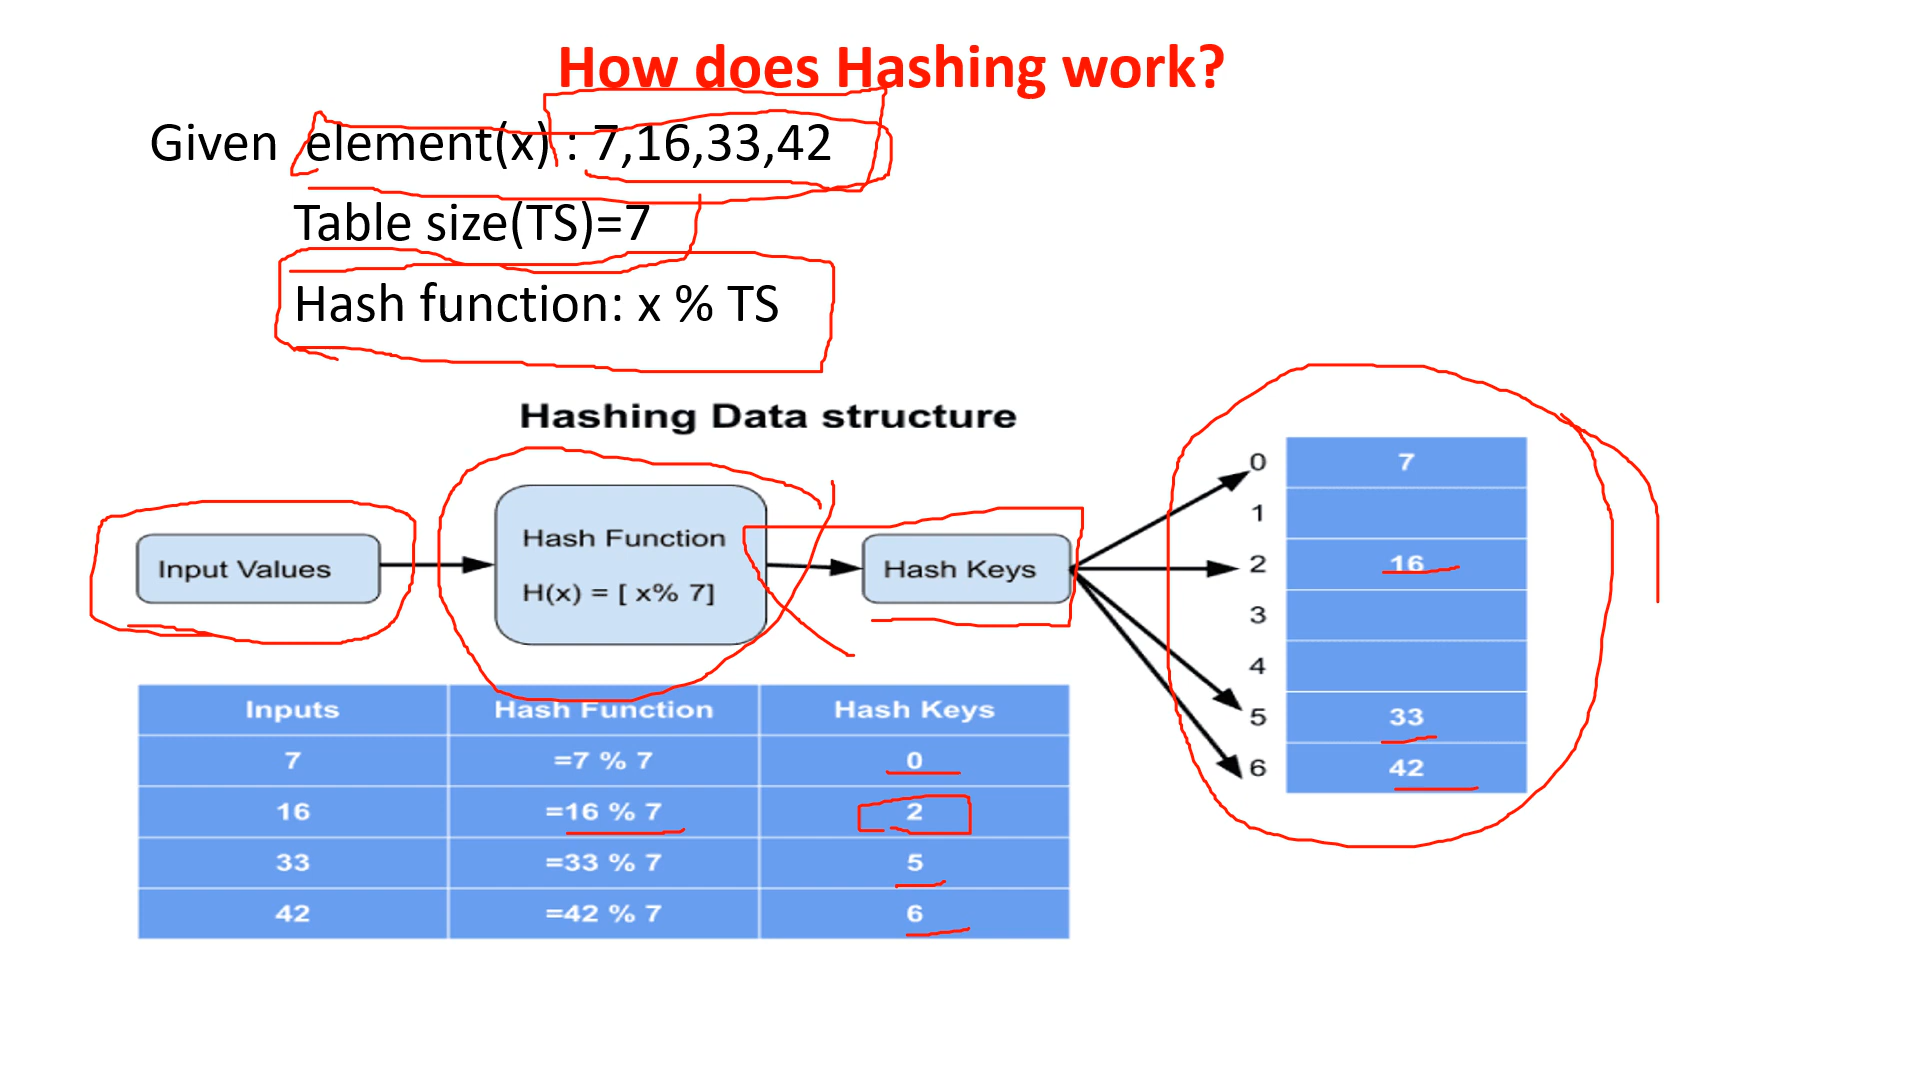 How does Hashing work?
Given element(x) : 7,16,33,42
Table size(TS)=7
Hash function: x % TS
Hashing Data structure
Input Values
Hash Function
H(x) = [ x% 7]
Hash Keys
0 7
1
2 16
3
4
5 33
6 42
Inputs Hash Function Hash Keys
7 =7 % 7 0
16 =16 % 7 2
33 =33 % 7 5
42 =42 % 7 6